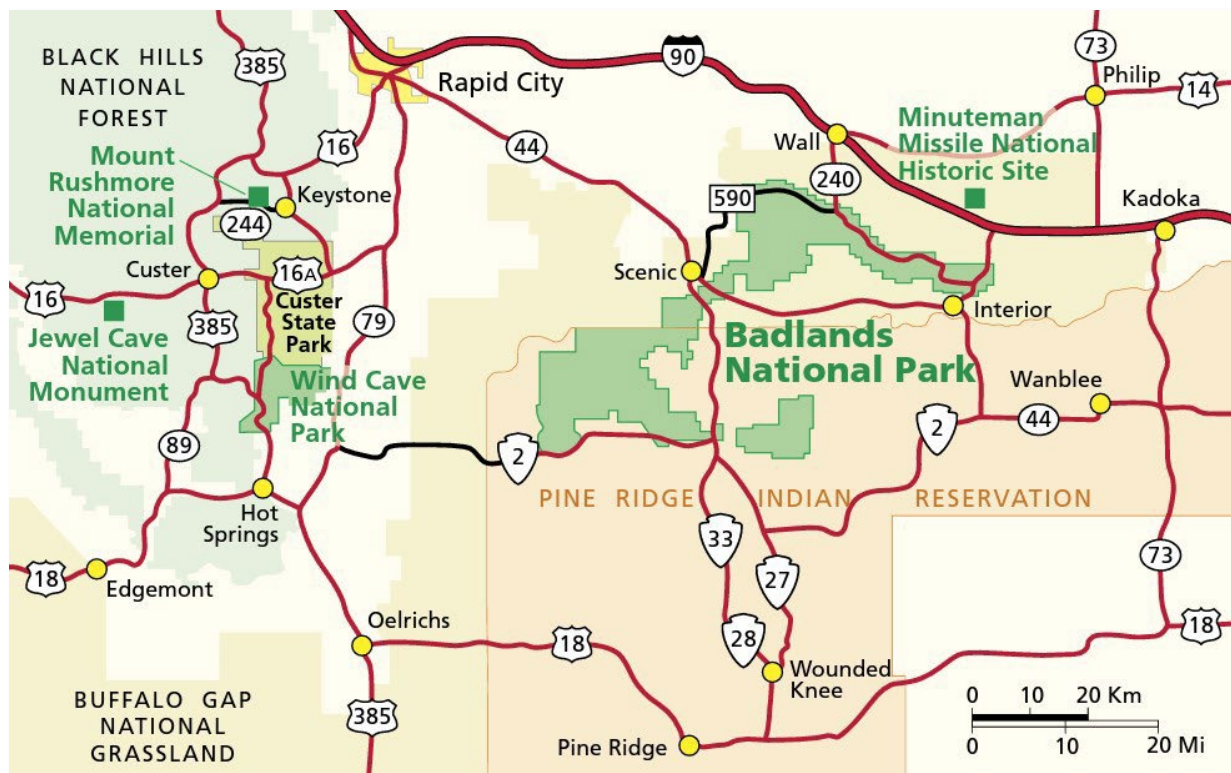 BLACK HILLS
NATIONAL
FOREST
385
Rapid City
90
73
Philip
14
Mount
Rushmore
National
Memorial
16
44
Wall
Minuteman
Missile National
Historic Site
Keystone
244
240
590
Kadoka
Custer
16A
Scenic
Interior
16
Custer
State
Park
385
79
Jewel Cave
National
Monument
Badlands
National Park
Wind Cave
National
Park
Wanblee
89
2
2
44
PINE RIDGE INDIAN RESERVATION
Hot
Springs
33
73
18
Edgemont
27
Oelrichs
18
28
18
Wounded
Knee
BUFFALO GAP
NATIONAL
GRASSLAND
385
Pine Ridge
0 10 20 Km
0 10 20 Mi